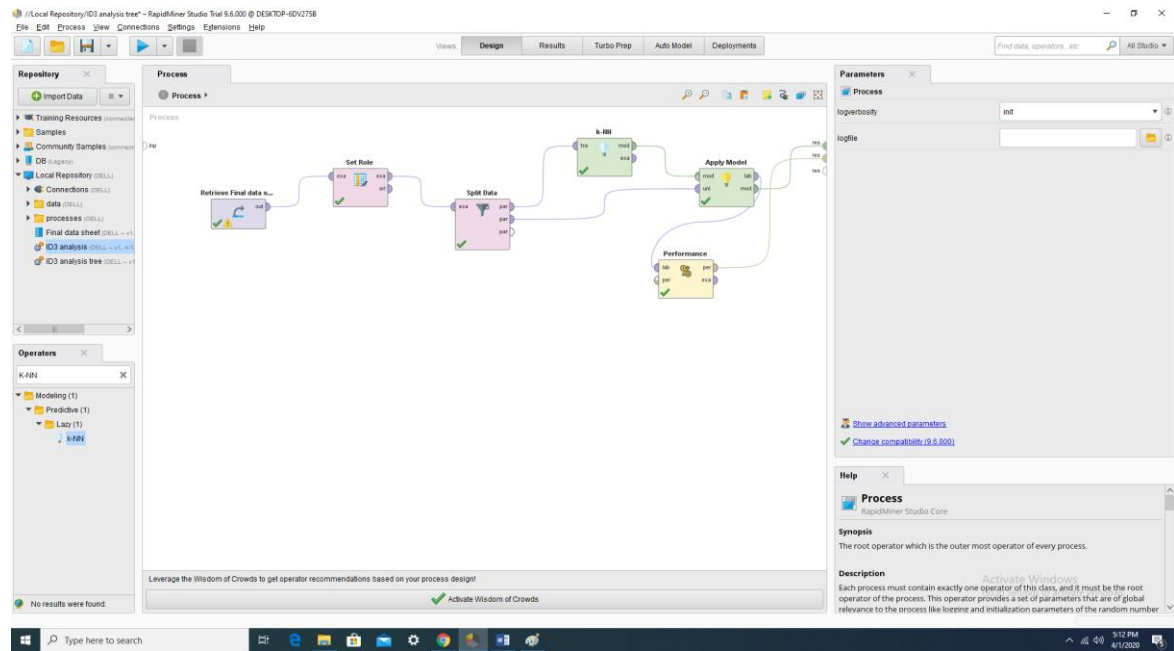 //Local Repository/ID3 analysis tree* – RapidMiner Studio Trial 9.6.000 @ DESKTOP-6DV275B
File Edit Process View Connections Settings Extensions Help
Views: Design Results Turbo Prep Auto Model Deployments
Find data, operators...etc
All Studio
Repository
Import Data
Training Resources (connected
Samples
Community Samples (connect
DB (Legacy)
Local Repository (DELL)
Connections (DELL)
data (DELL)
processes (DELL)
Final data sheet (DELL – v1,
ID3 analysis (DELL – v1, 4/1
ID3 analysis tree (DELL – v1
Operators
K-NN
Modeling (1)
Predictive (1)
Lazy (1)
k-NN
No results were found.
Process
Process
Process
inp
Retrieve Final data s...
out
Set Role
exa exa
ori
Split Data
exa par
par
par
k-NN
tra mod
exa
Apply Model
mod lab
unl mod
Performance
lab per
per exa
res
res
res
Leverage the Wisdom of Crowds to get operator recommendations based on your process design!
Activate Wisdom of Crowds
Parameters
Process
logverbosity init
logfile
Show advanced parameters
Change compatibility (9.6.000)
Help
Process
RapidMiner Studio Core
Synopsis
The root operator which is the outer most operator of every process.
Description
Activate Windows
Each process must contain exactly one operator of this class, and it must be the root
operator of the process. This operator provides a set of parameters that are of global
relevance to the process like logging and initialization parameters of the random number
Type here to search
5:12 PM
4/1/2020